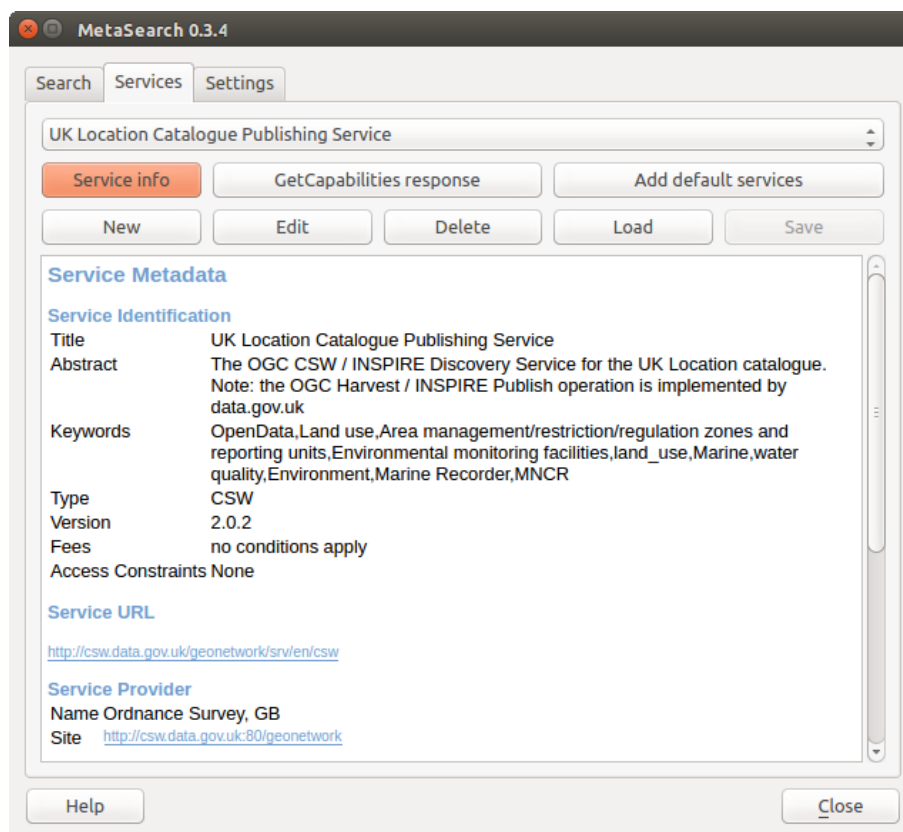 MetaSearch 0.3.4
Search Services Settings
UK Location Catalogue Publishing Service
Service info GetCapabilities response Add default services
New Edit Delete Load Save
Service Metadata
Service Identification
Title UK Location Catalogue Publishing Service
Abstract The OGC CSW / INSPIRE Discovery Service for the UK Location catalogue.
Note: the OGC Harvest / INSPIRE Publish operation is implemented by
data.gov.uk
Keywords OpenData,Land use,Area management/restriction/regulation zones and
reporting units,Environmental monitoring facilities,land_use,Marine,water
quality,Environment,Marine Recorder,MNCR
Type CSW
Version 2.0.2
Fees no conditions apply
Access Constraints None
Service URL
http://csw.data.gov.uk/geonetwork/srv/en/csw
Service Provider
Name Ordnance Survey, GB
Site http://csw.data.gov.uk:80/geonetwork
Help Close